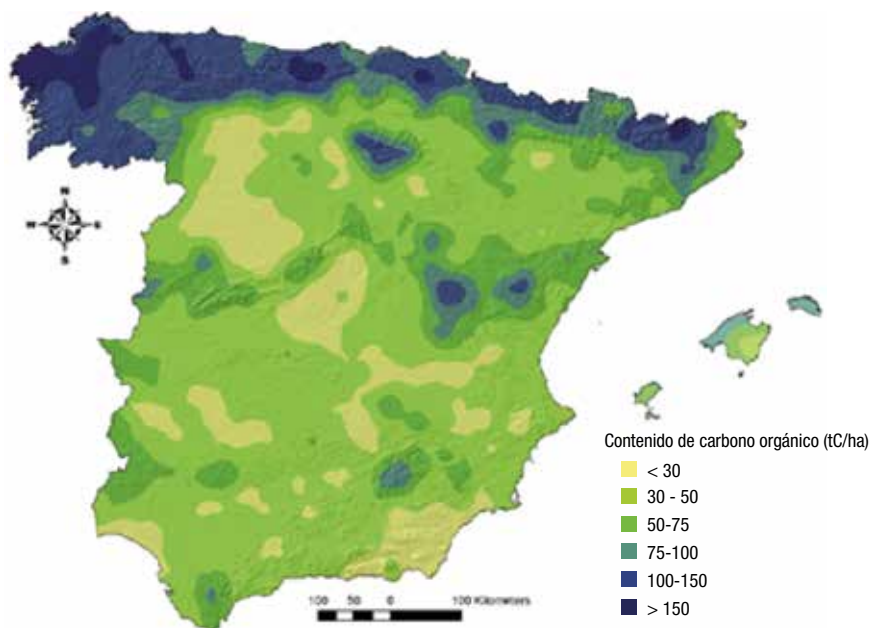 N
W E
S
Contenido de carbono orgánico (tC/ha)
< 30
30 - 50
50-75
75-100
100-150
> 150
100 50 0 100 Kilometers